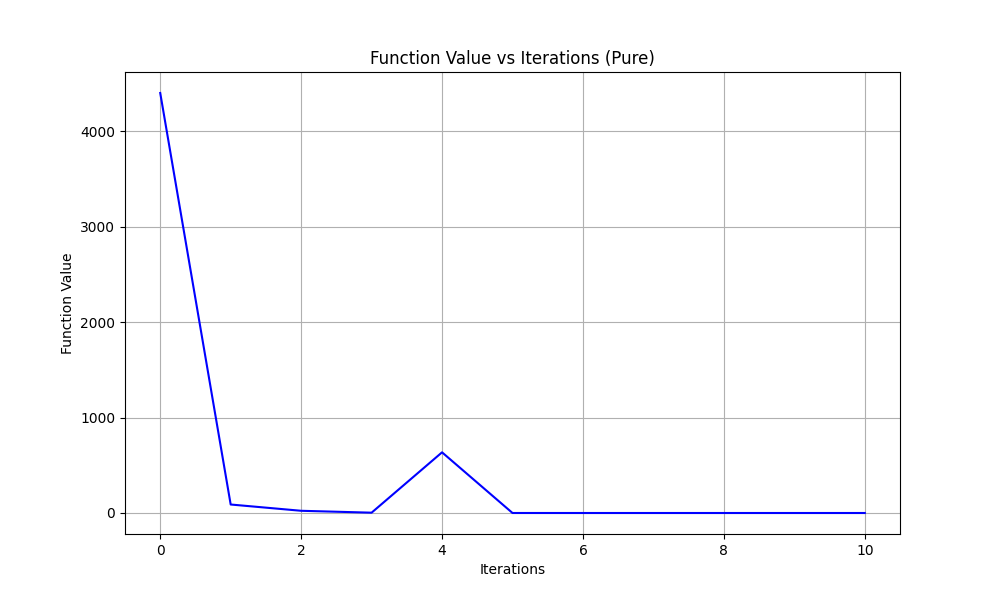 Function Value vs Iterations (Pure)
Function Value
4000
3000
2000
1000
0
0 2 4 6 8 10
Iterations